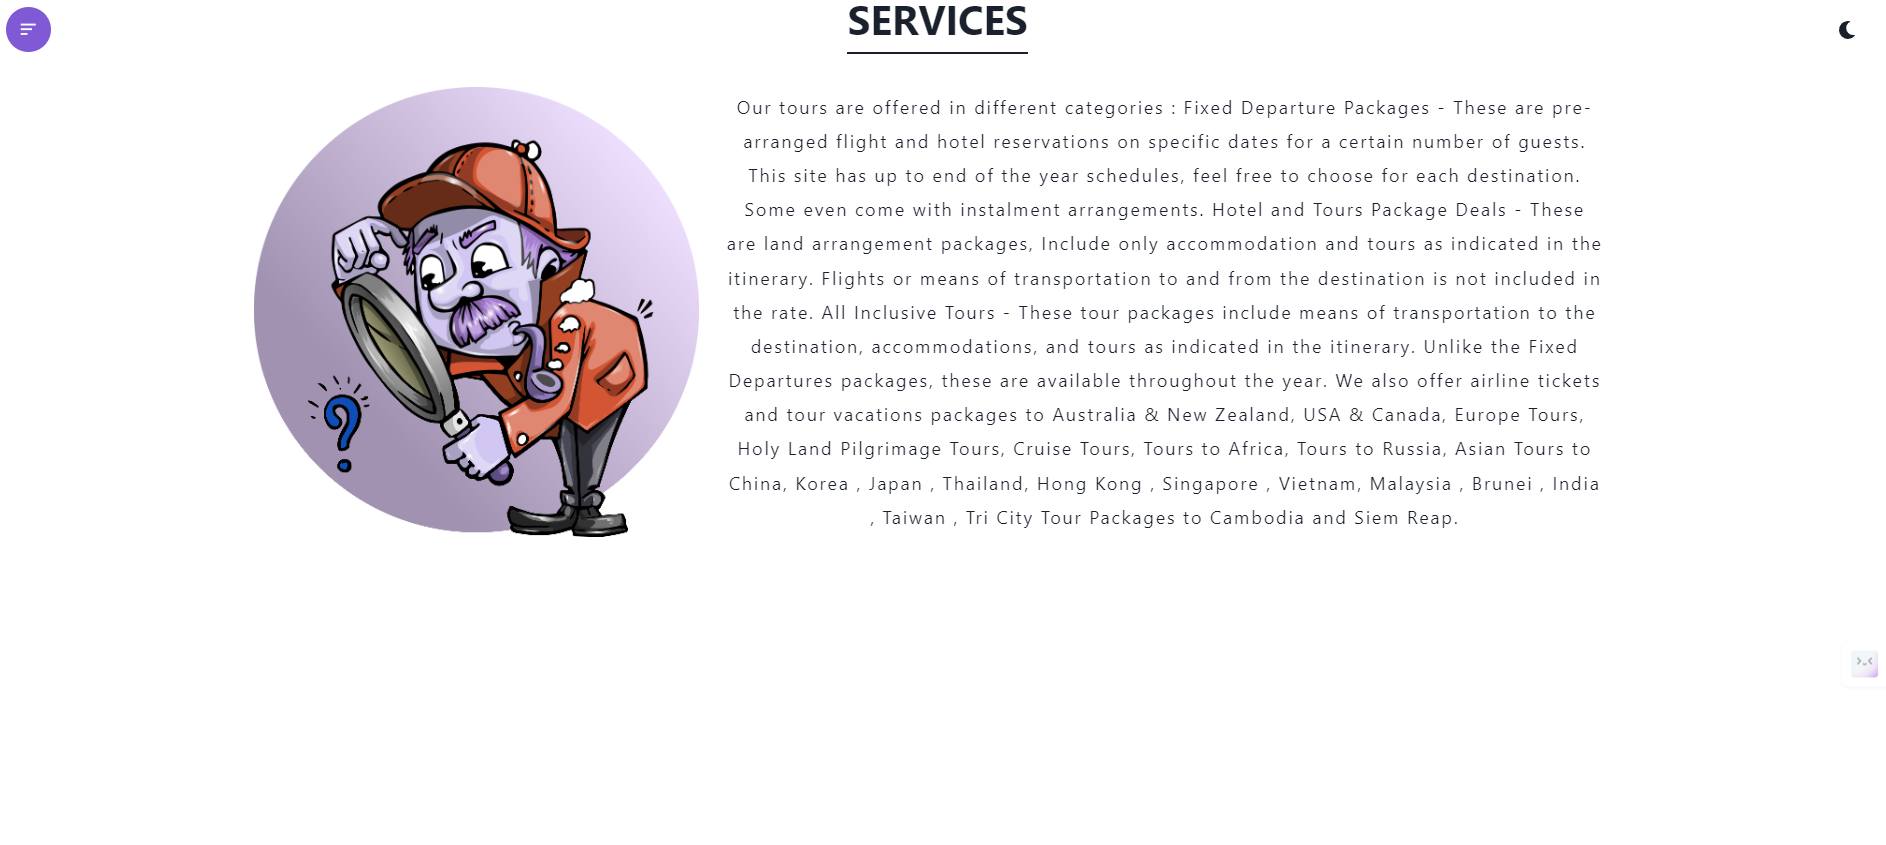 SERVICES
Our tours are offered in different categories : Fixed Departure Packages - These are pre-
arranged flight and hotel reservations on specific dates for a certain number of guests.
This site has up to end of the year schedules, feel free to choose for each destination.
Some even come with instalment arrangements. Hotel and Tours Package Deals - These
are land arrangement packages, Include only accommodation and tours as indicated in the
itinerary. Flights or means of transportation to and from the destination is not included in
the rate. All Inclusive Tours - These tour packages include means of transportation to the
destination, accommodations, and tours as indicated in the itinerary. Unlike the Fixed
Departures packages, these are available throughout the year. We also offer airline tickets
and tour vacations packages to Australia & New Zealand, USA & Canada, Europe Tours,
Holy Land Pilgrimage Tours, Cruise Tours, Tours to Africa, Tours to Russia, Asian Tours to
China, Korea , Japan , Thailand, Hong Kong , Singapore , Vietnam, Malaysia , Brunei , India
, Taiwan , Tri City Tour Packages to Cambodia and Siem Reap.
?